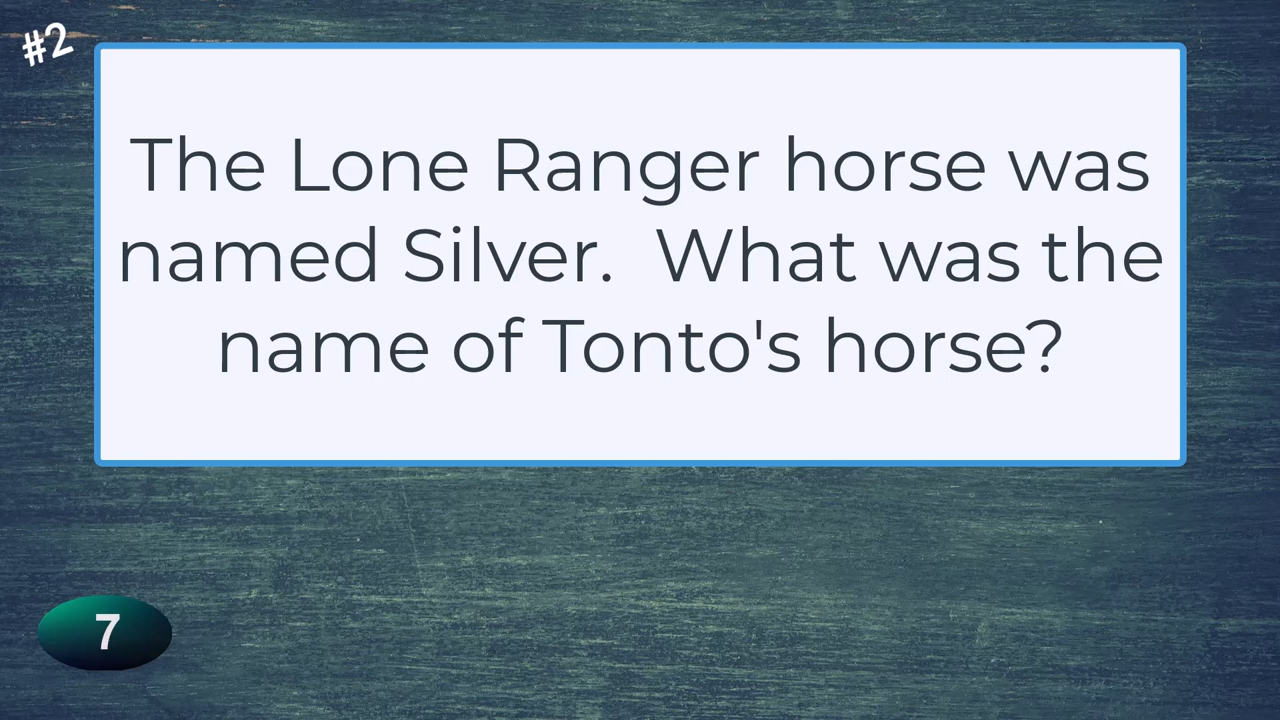 #2
The Lone Ranger horse was
named Silver.  What was the
name of Tonto's horse?
7